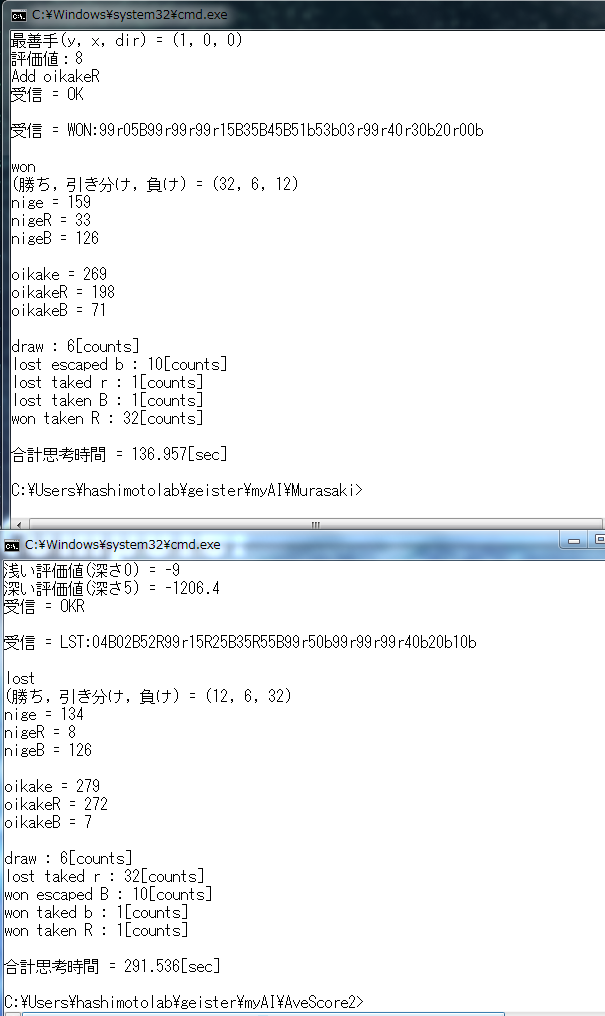 C:¥Windows¥system32¥cmd.exe
最善手(y, x, dir) = (1, 0, 0)
評価値：8
Add oikakeR
受信 = OK
受信 = WON:99r05B99r99r99r15B35B45B51b53b03r99r40r30b20r00b
won
(勝ち, 引き分け, 負け) = (32, 6, 12)
nige = 159
nigeR = 33
nigeB = 126
oikake = 269
oikakeR = 198
oikakeB = 71
draw : 6[counts]
lost escaped b : 10[counts]
lost taked r : 1[counts]
lost taken B : 1[counts]
won taken R : 32[counts]
合計思考時間 = 136.957[sec]
C:¥Users¥hashimotolab¥geister¥myAI¥Murasaki>
C:¥Windows¥system32¥cmd.exe
浅い評価値(深さ0) = -9
深い評価値(深さ5) = -1206.4
受信 = OKR
受信 = LST:04B02B52R99r15R25B35R55B99r50b99r99r99r40b20b10b
lost
(勝ち, 引き分け, 負け) = (12, 6, 32)
nige = 134
nigeR = 8
nigeB = 126
oikake = 279
oikakeR = 272
oikakeB = 7
draw : 6[counts]
lost taked r : 32[counts]
won escaped B : 10[counts]
won taked b : 1[counts]
won taken R : 1[counts]
合計思考時間 = 291.536[sec]
C:¥Users¥hashimotolab¥geister¥myAI¥AveScore2>